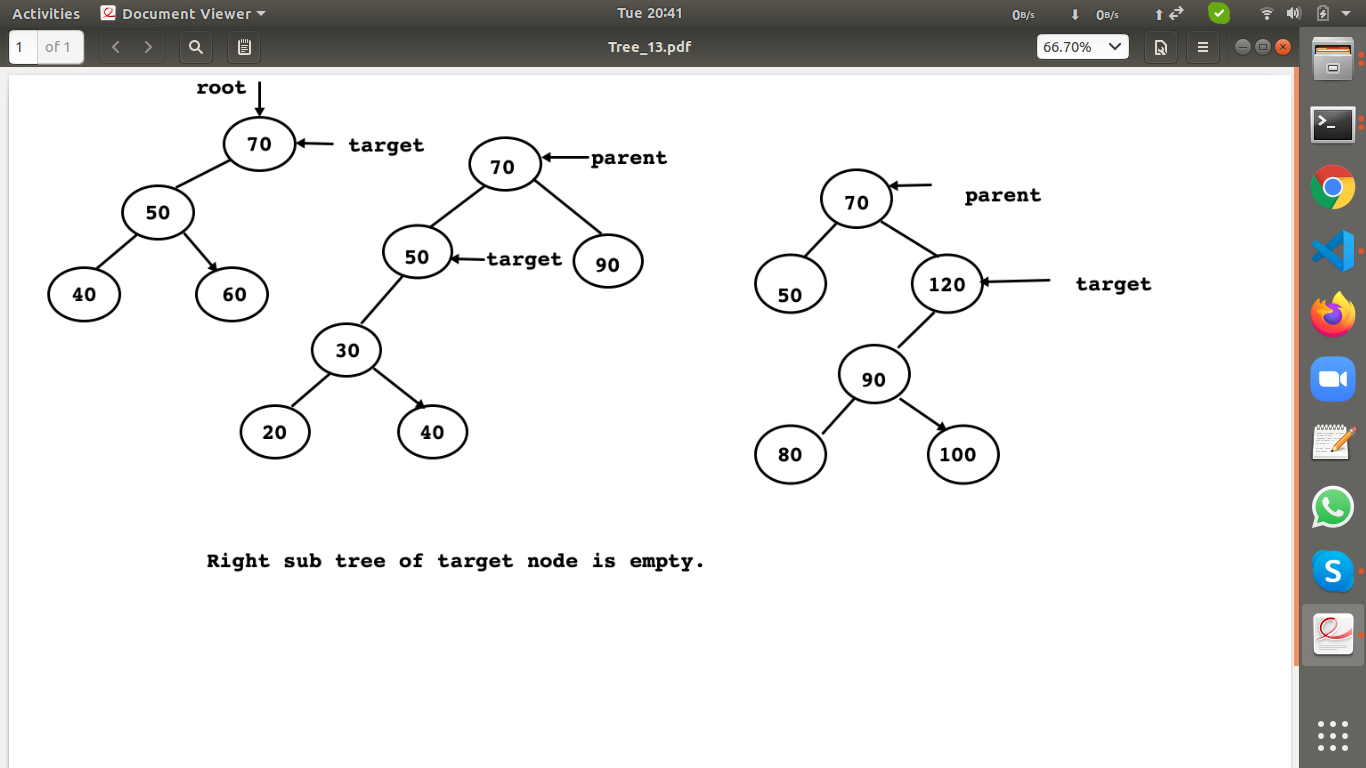 Activities Document Viewer Tue 20:41 0B/s 0B/s
1 of 1 Tree_13.pdf 66.70%
root
70 target
50
40 60
70 parent
50 target 90
30
20 40
70 parent
50 120 target
90
80 100
Right sub tree of target node is empty.